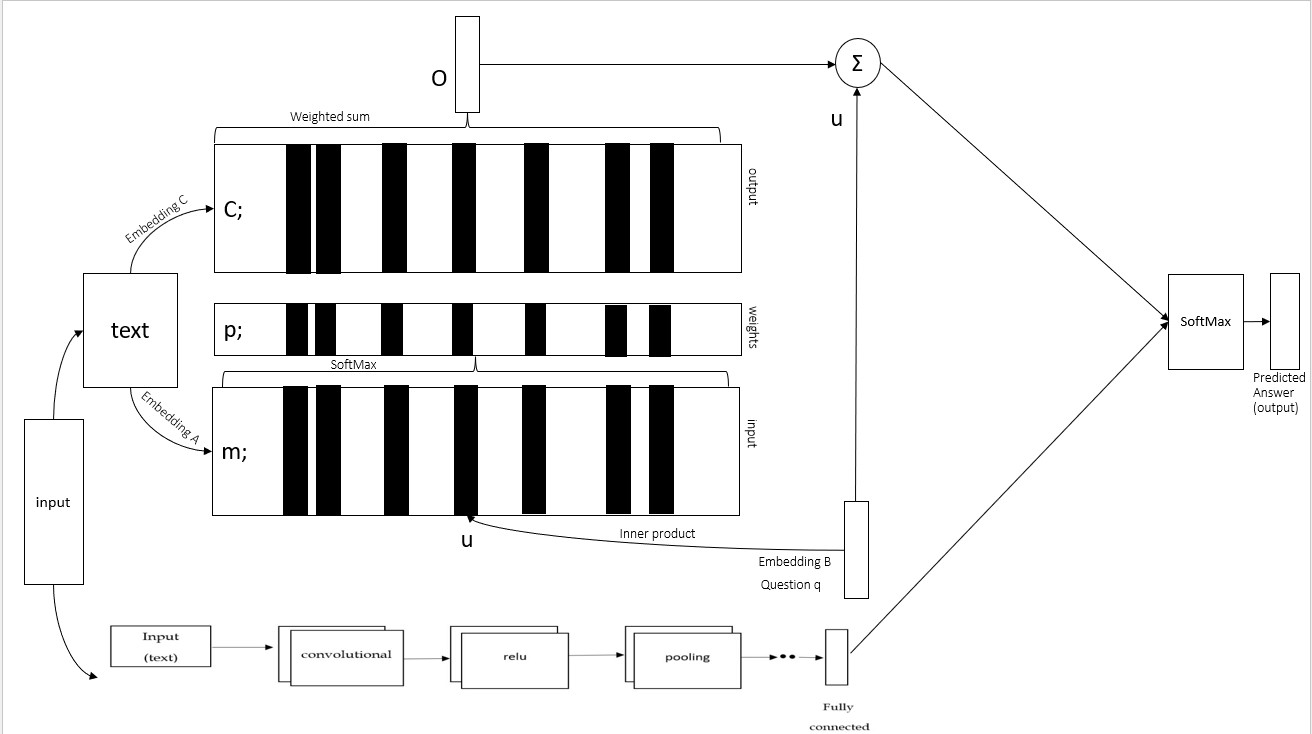 O
Σ
u
Weighted sum
Embedding C
C;
output
text
p;
weights
SoftMax
SoftMax
Predicted
Answer
(output)
Embedding A
m;
input
input
u
Inner product
Embedding B
Question q
Input
(text)
convolutional
relu
pooling
Fully
connected